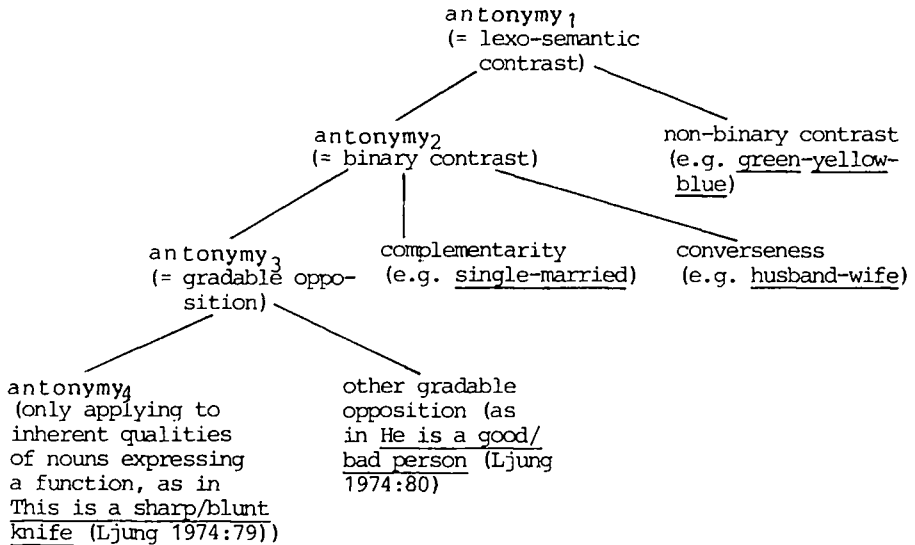 antonymy₁
(= lexo-semantic
contrast)
antonymy₂
(= binary contrast)
non-binary contrast
(e.g. green-yellow-
blue)
antonymy₃
(= gradable oppo-
sition)
complementarity
(e.g. single-married)
converseness
(e.g. husband-wife)
antonymy₄
(only applying to
inherent qualities
of nouns expressing
a function, as in
This is a sharp/blunt
knife (Ljung 1974:79))
other gradable
opposition (as
in He is a good/
bad person (Ljung
1974:80)